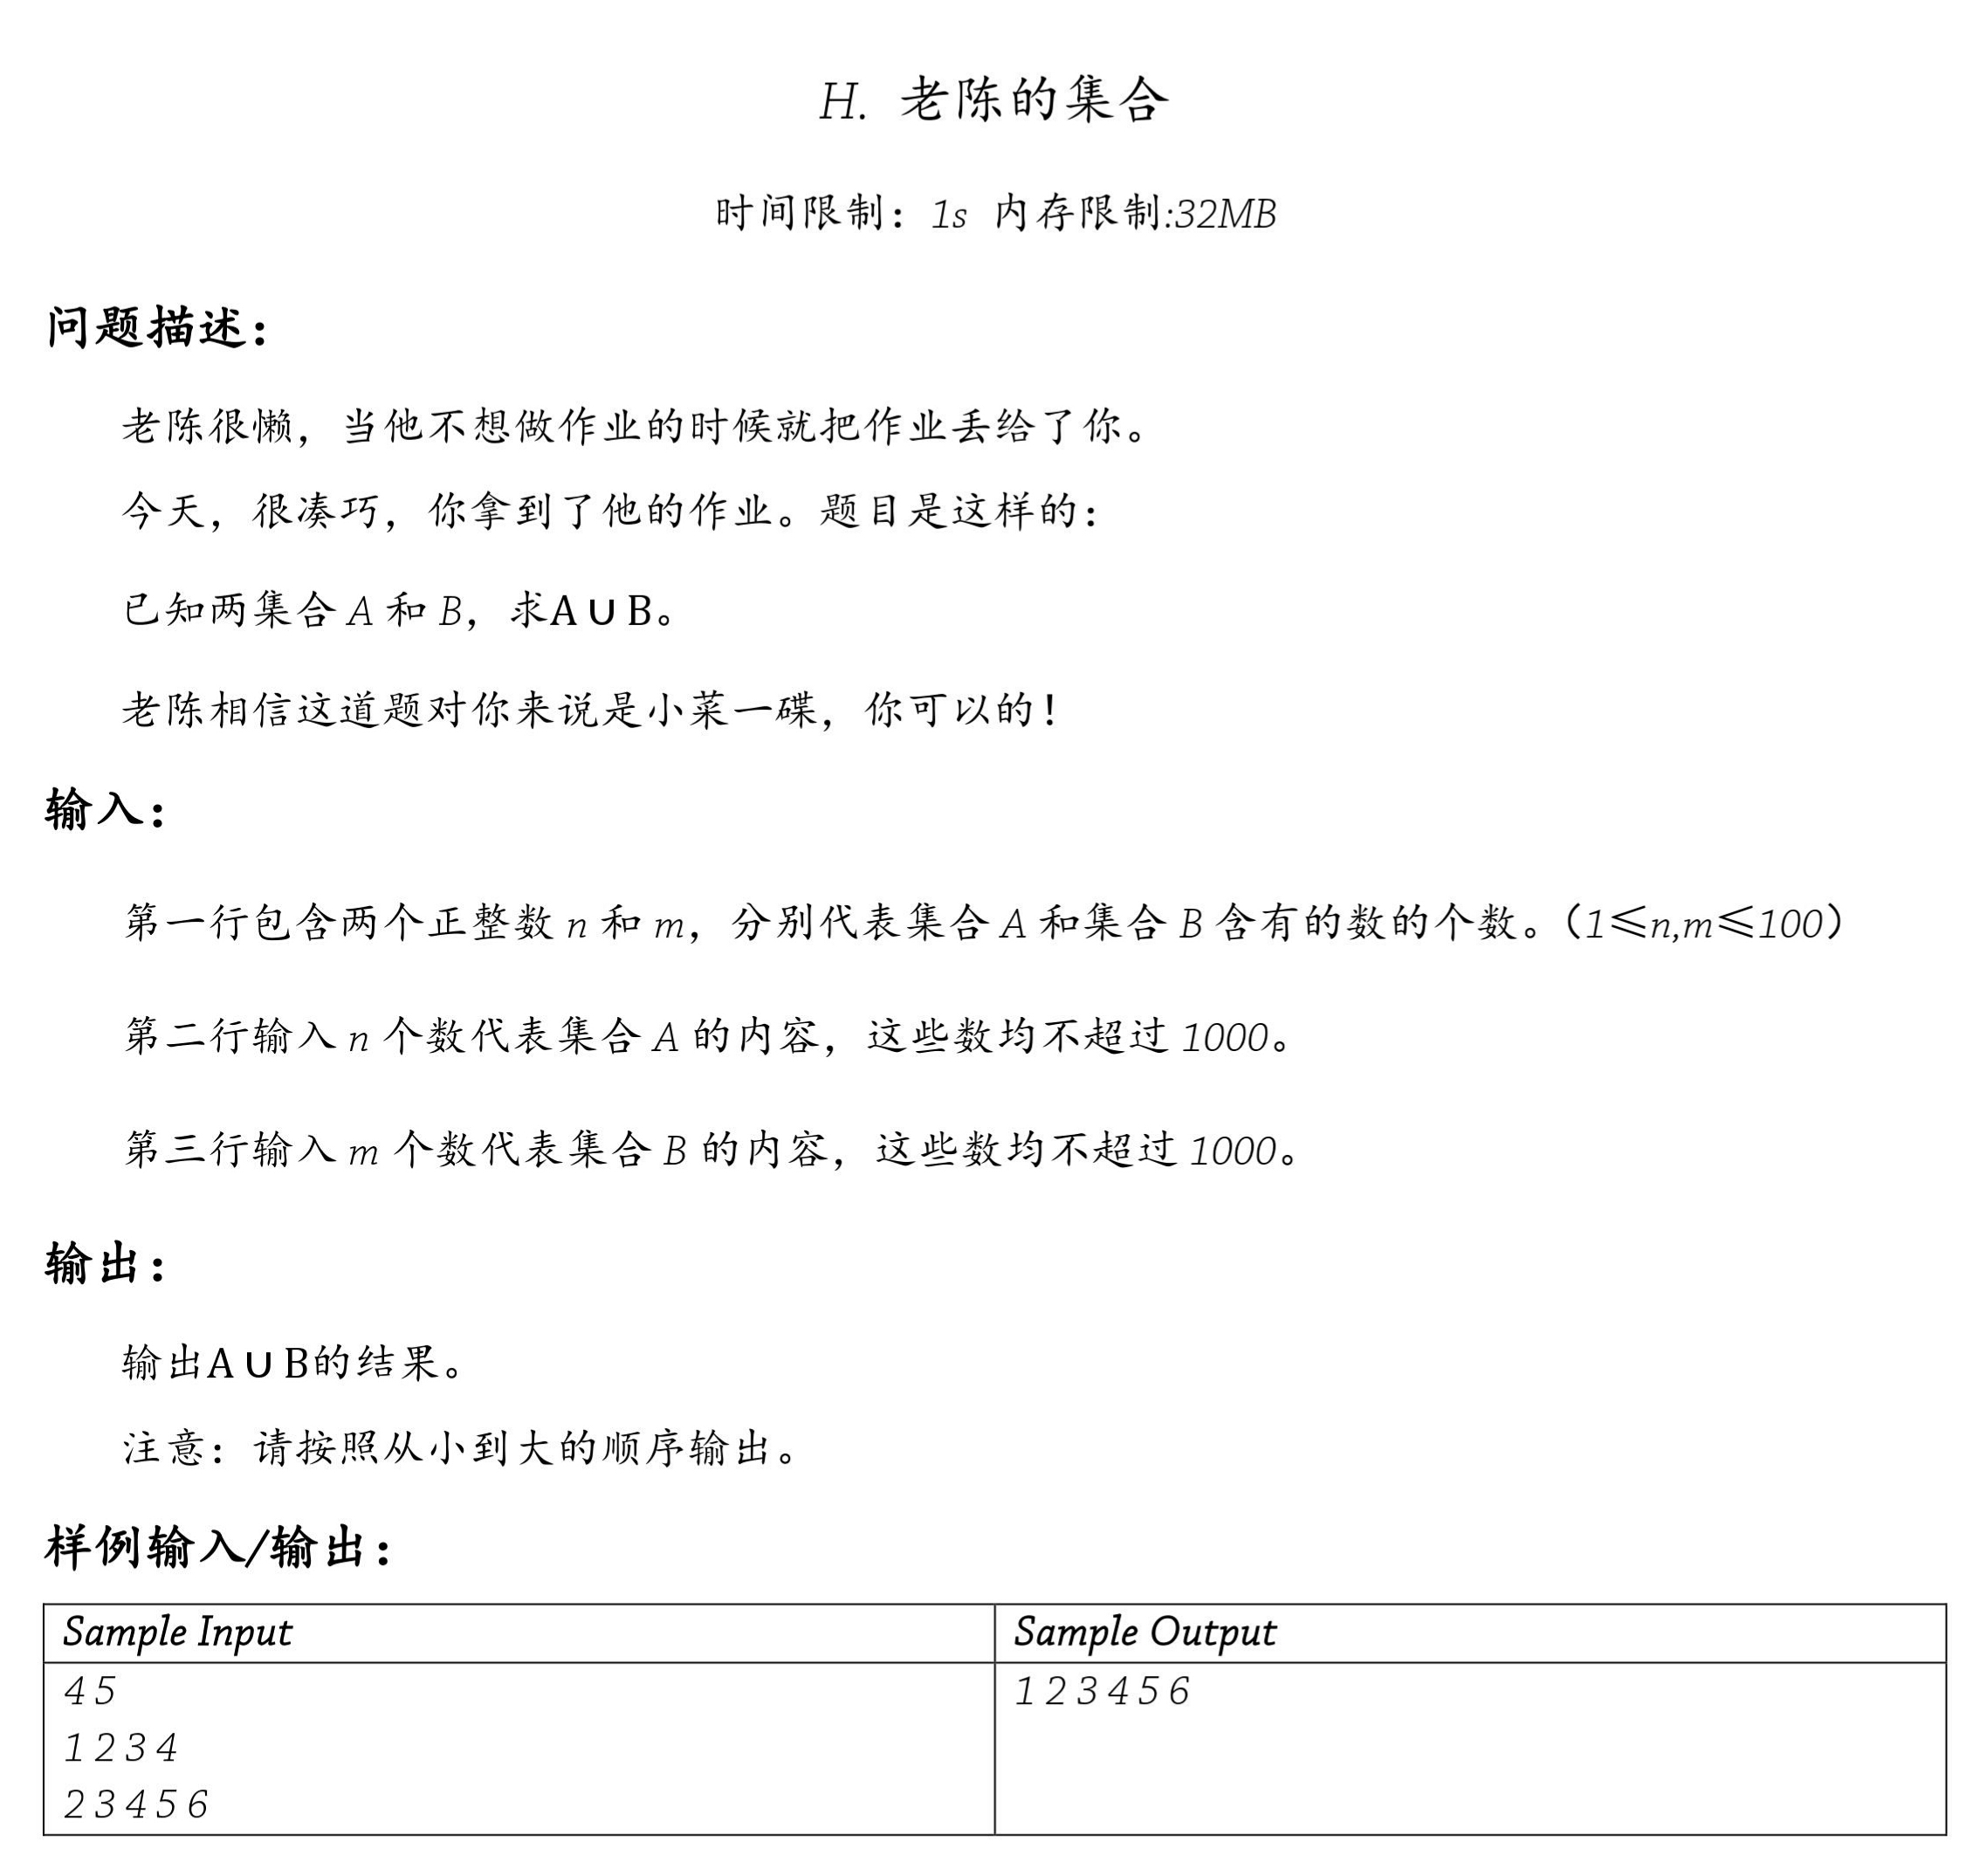 H. 老陈的集合
时间限制：1s 内存限制:32MB
问题描述：
老陈很懒，当他不想做作业的时候就把作业丢给了你。
今天，很凑巧，你拿到了他的作业。题目是这样的：
已知两集合 A 和 B，求A ∪ B。
老陈相信这道题对你来说是小菜一碟，你可以的！
输入：
第一行包含两个正整数 n 和 m，分别代表集合 A 和集合 B 含有的数的个数。（1≤n,m≤100）
第二行输入 n 个数代表集合 A 的内容，这些数均不超过 1000。
第三行输入 m 个数代表集合 B 的内容，这些数均不超过 1000。
输出：
输出A ∪ B的结果。
注意：请按照从小到大的顺序输出。
样例输入/输出：
Sample Input
Sample Output
4 5
1 2 3 4
2 3 4 5 6
1 2 3 4 5 6